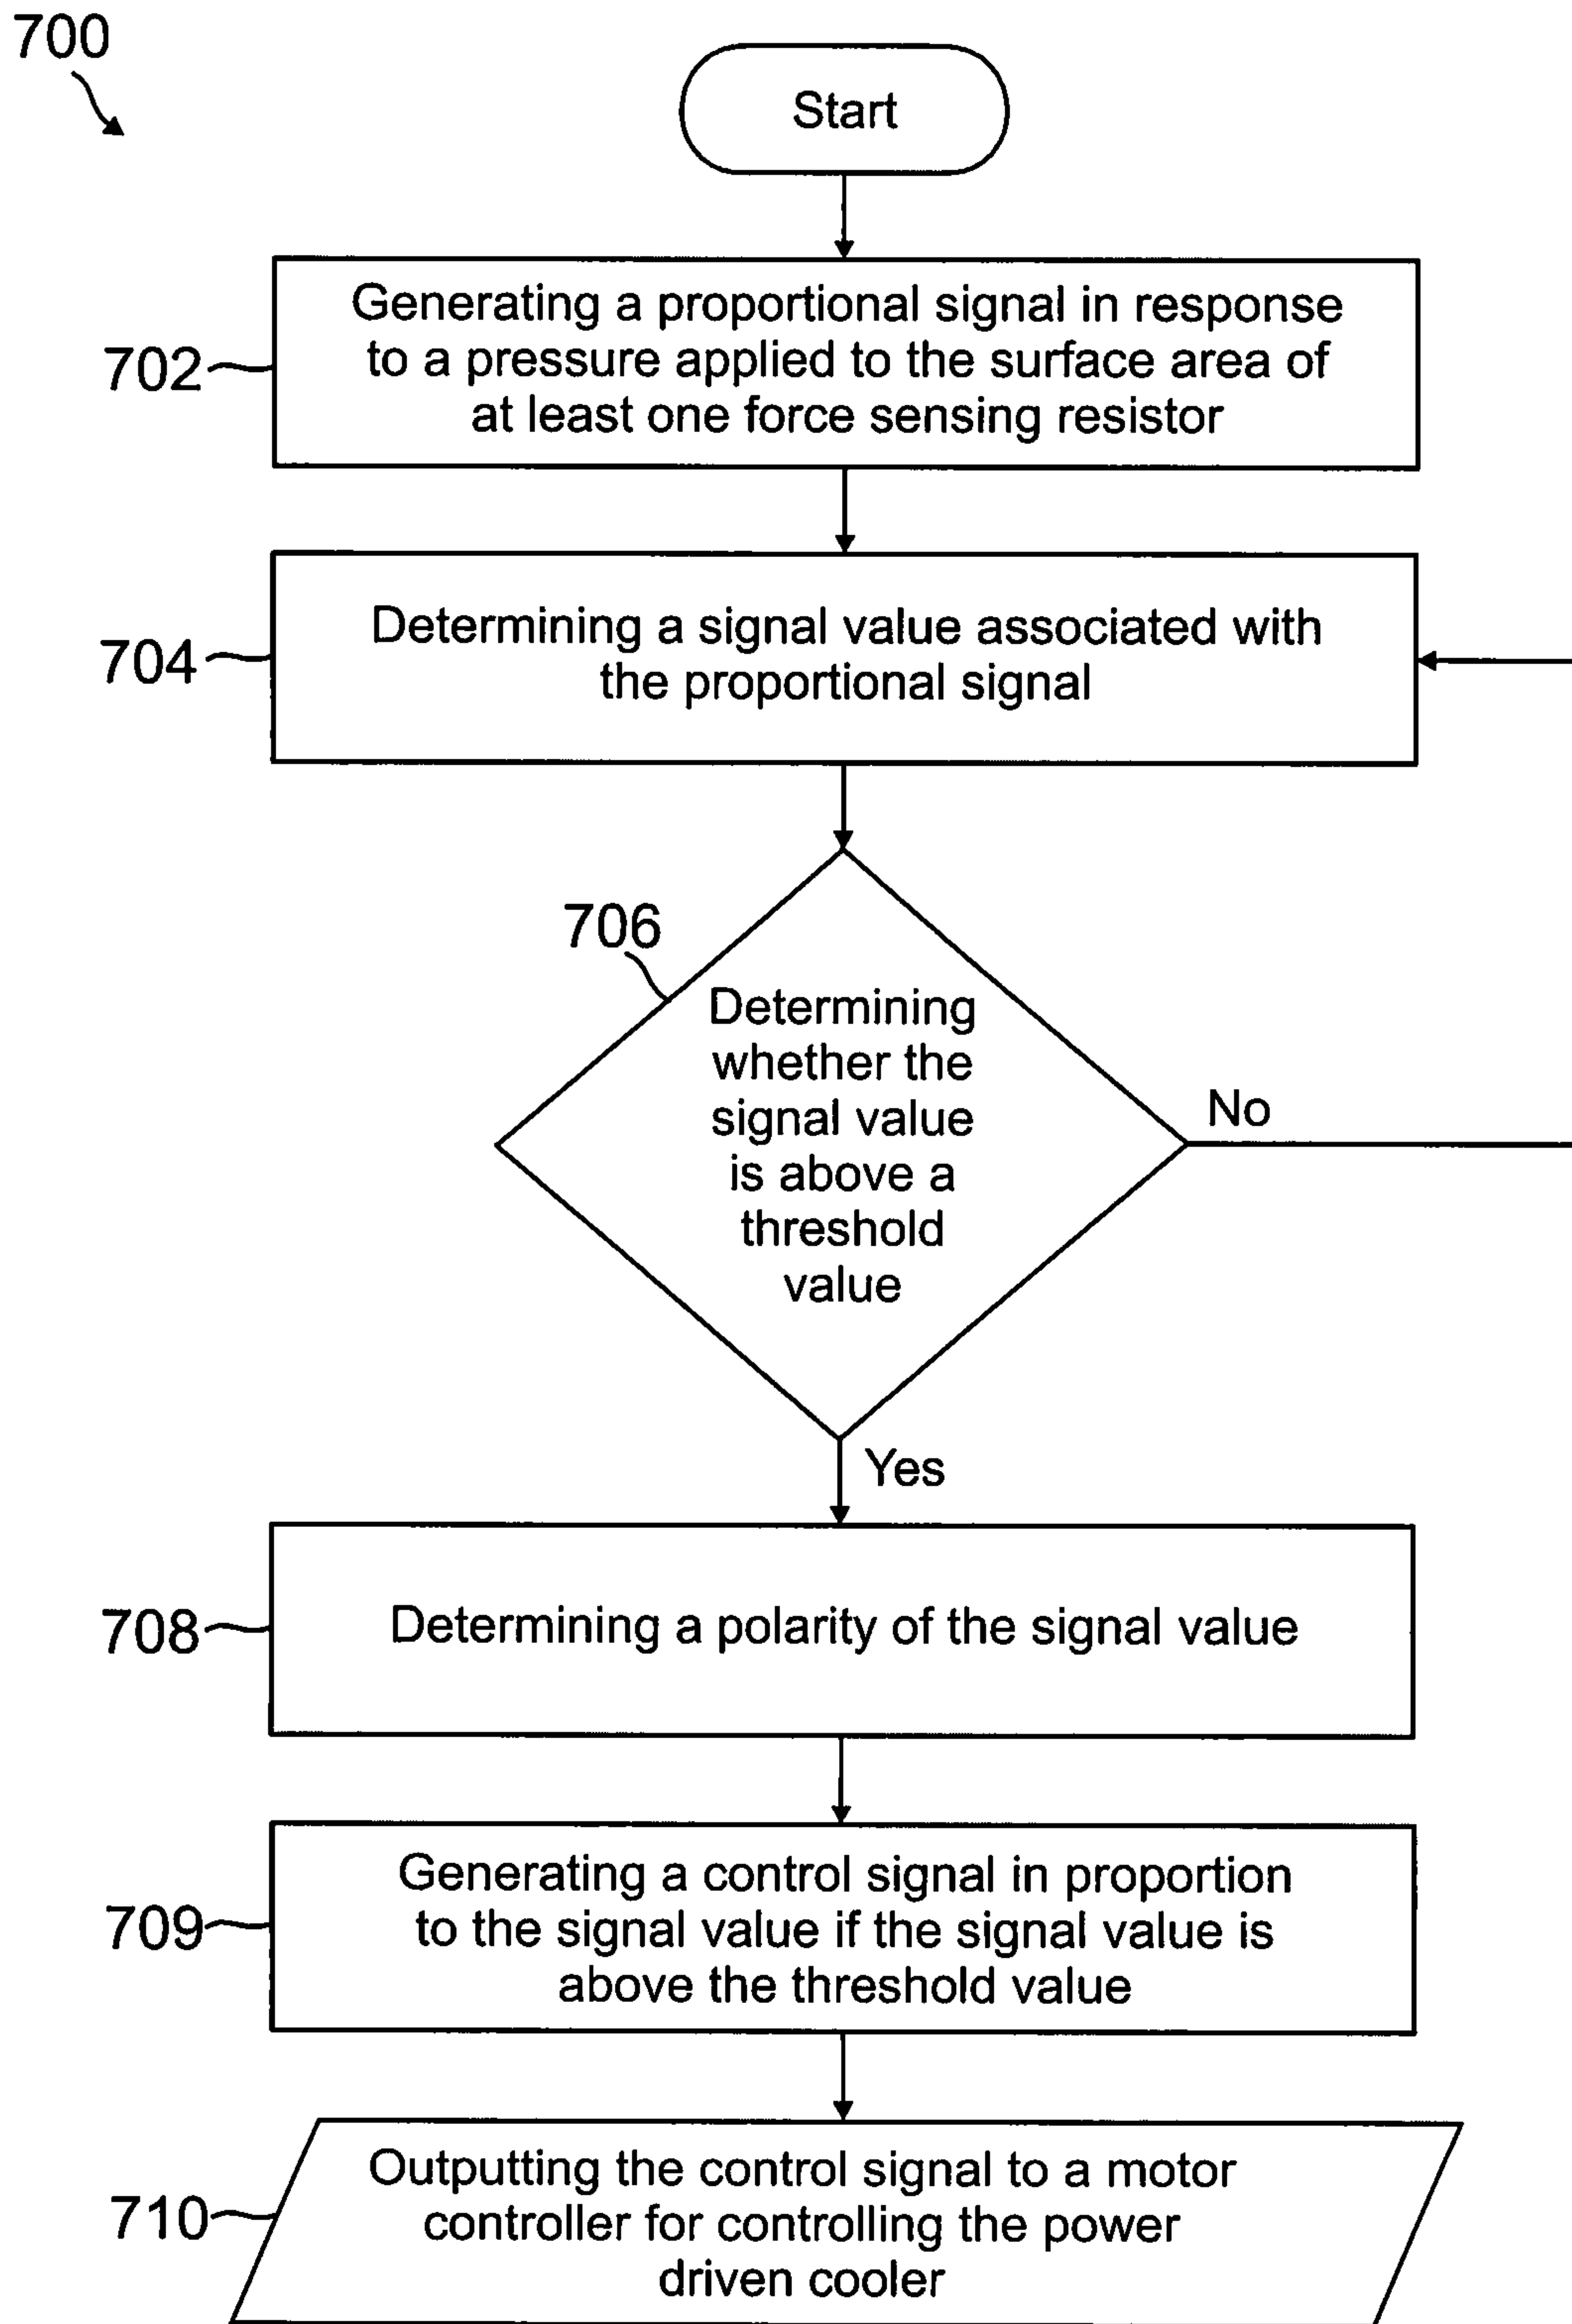 700
Start
702
Generating a proportional signal in response
to a pressure applied to the surface area of
at least one force sensing resistor
704
Determining a signal value associated with
the proportional signal
706
Determining
whether the
signal value
is above a
threshold
value
No
Yes
708
Determining a polarity of the signal value
709
Generating a control signal in proportion
to the signal value if the signal value is
above the threshold value
710
Outputting the control signal to a motor
controller for controlling the power
driven cooler